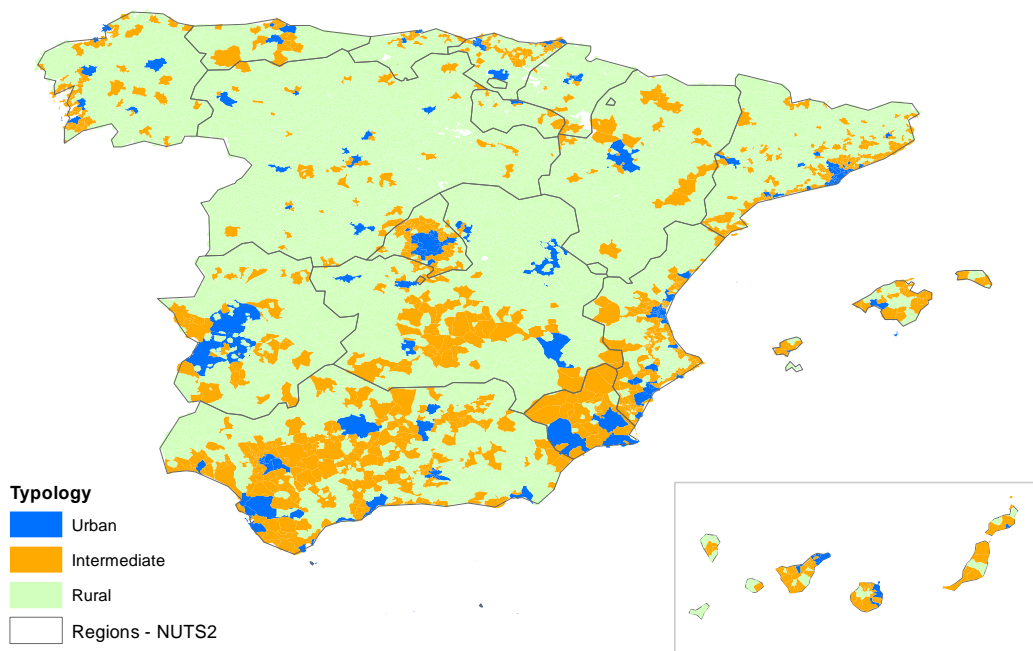 Typology
Urban
Intermediate
Rural
Regions - NUTS2